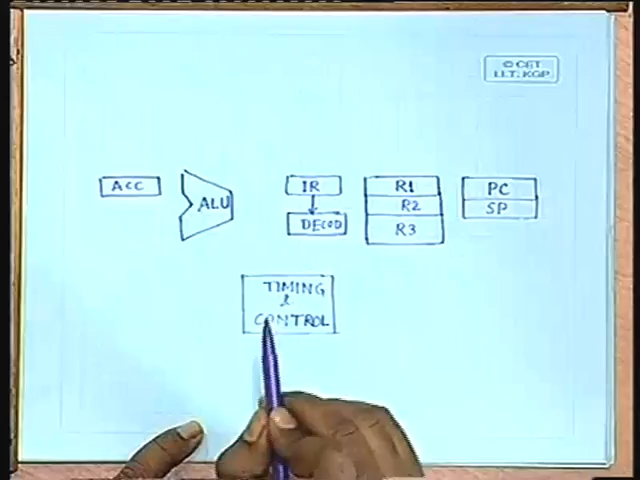 © CET
I.I.T. KGP
ACC
ALU
IR
DECOD
R1
R2
R3
PC
SP
TIMING
&
CONTROL